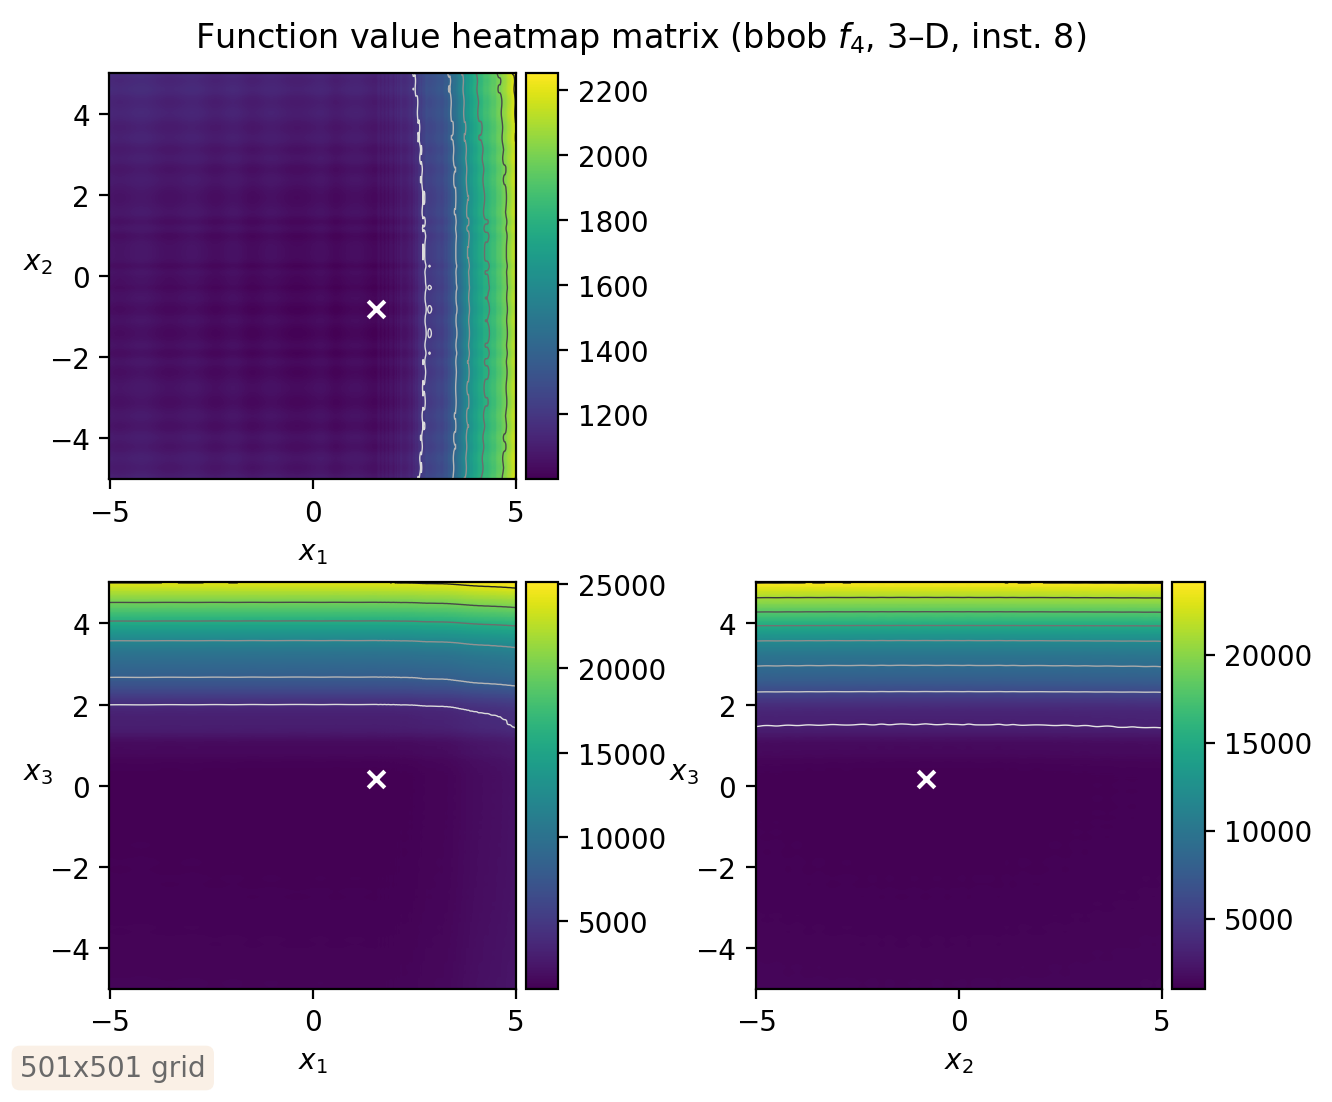 Function value heatmap matrix (bbob f₄, 3–D, inst. 8)
4
2
0
−2
−4
x₂
−5 0 5
x₁
2200
2000
1800
1600
1400
1200
4
2
0
−2
−4
x₃
−5 0 5
x₁
25000
20000
15000
10000
5000
4
2
0
−2
−4
x₃
−5 0 5
x₂
20000
15000
10000
5000
501x501 grid